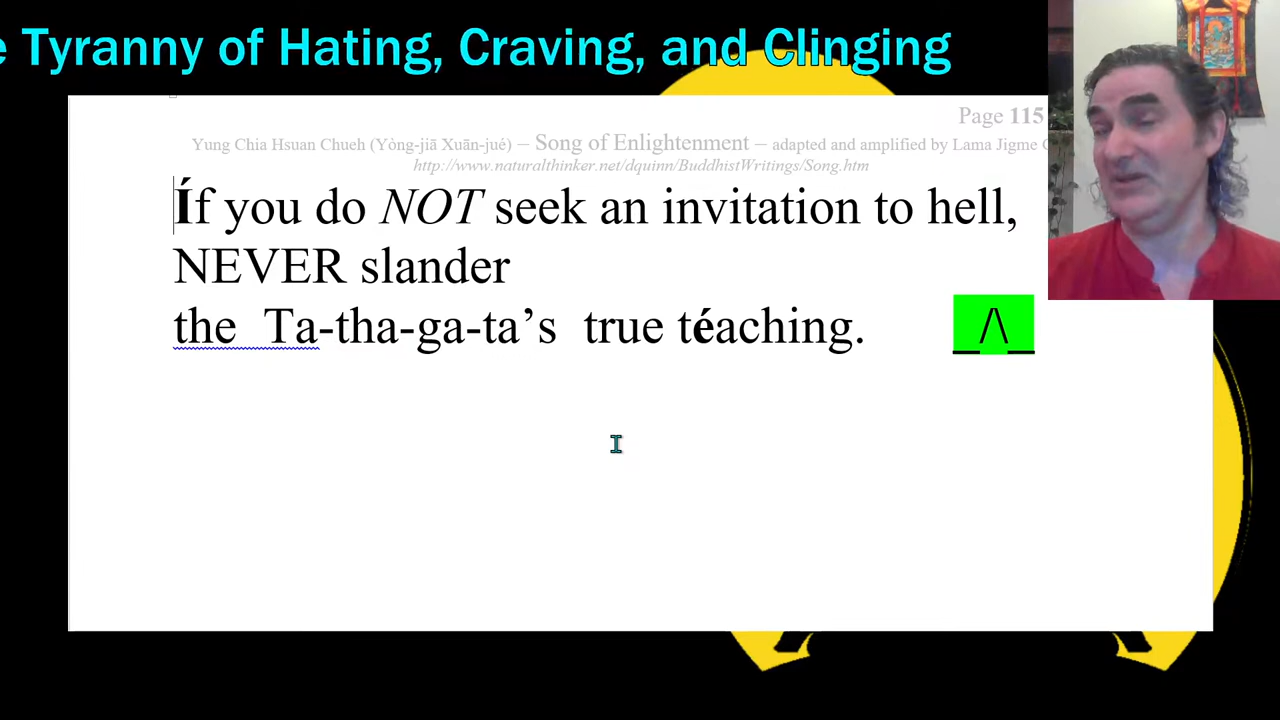 e Tyranny of Hating, Craving, and Clinging
Page 115
Yung Chia Hsuan Chueh (Yòng-jiā Xuān-jué) – Song of Enlightenment – adapted and amplified by Lama Jigme
http://www.naturalthinker.net/dquinn/BuddhistWritings/Song.htm
Íf you do NOT seek an invitation to hell,
NEVER slander
the Ta-tha-ga-ta’s true téaching. _/\_